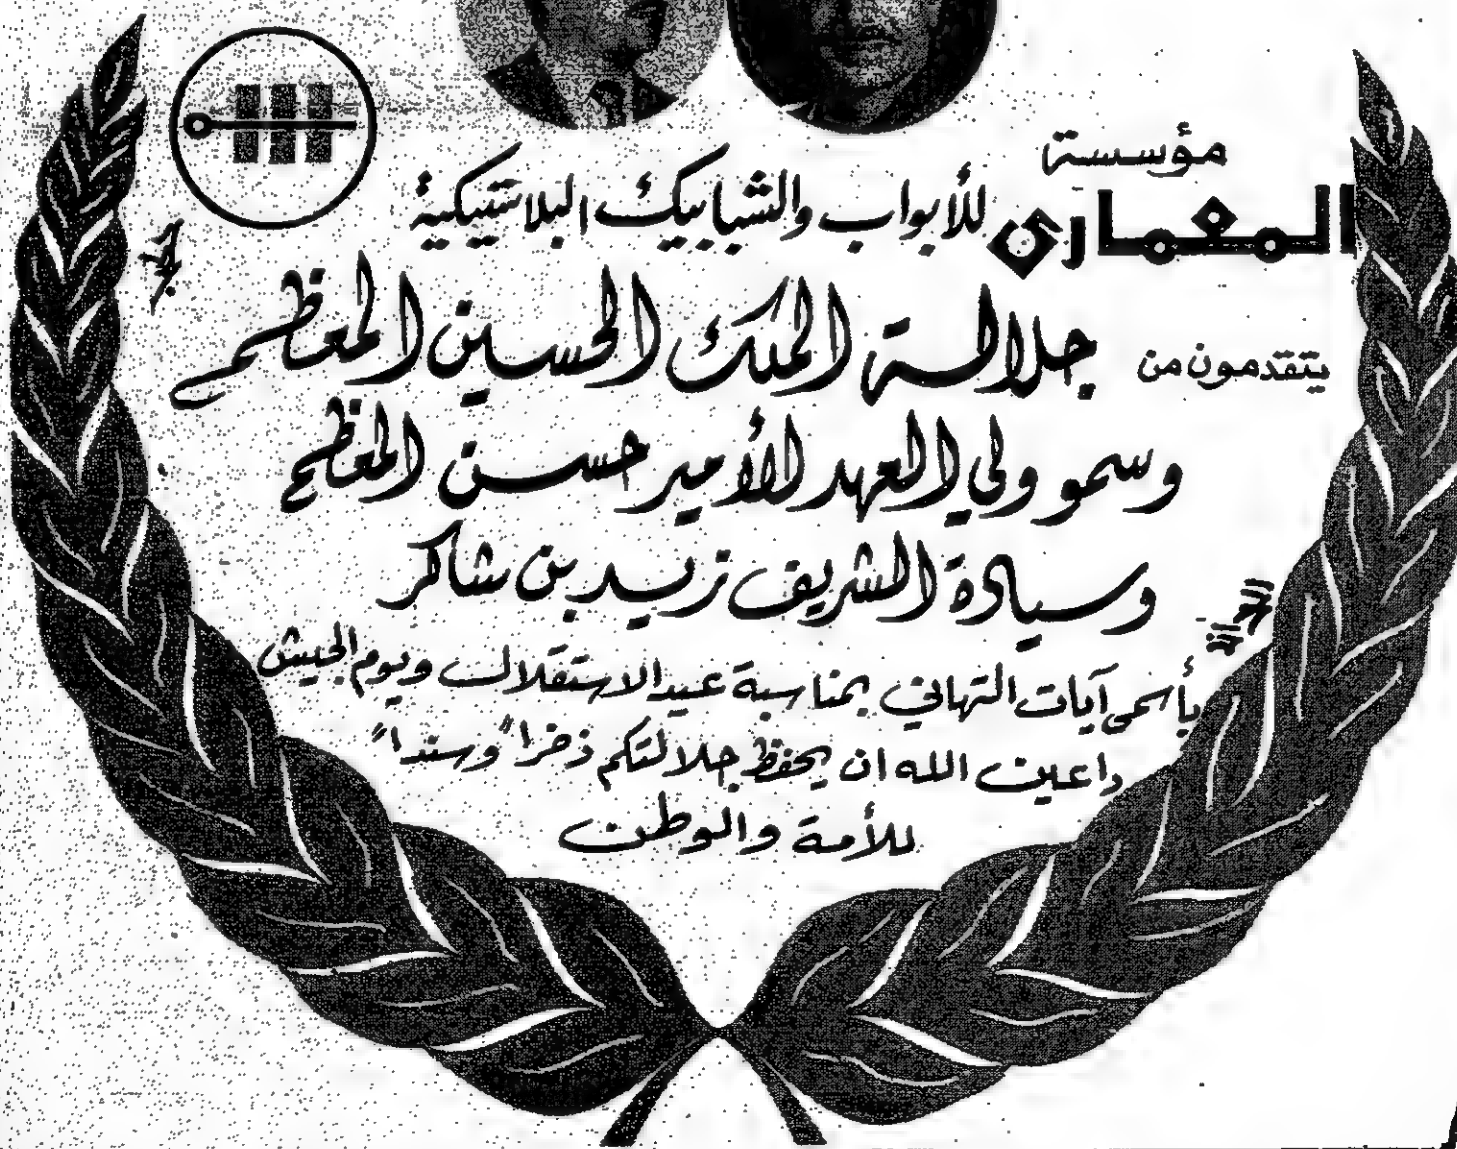 مؤسسة
المعماري للأبواب والشبابيك البلاستيكية
يتقدمون من جلالة الملك الحسين المعظم
وسمو ولي العهد الأمير حسن المعظم
وسيادة الشريف زيد بن شاكر
بأسمى آيات التهاني بمناسبة عيد الاستقلال ويوم الجيش
داعين الله ان يحفظ جلالتكم ذخراً وسنداً
للأمة والوطن